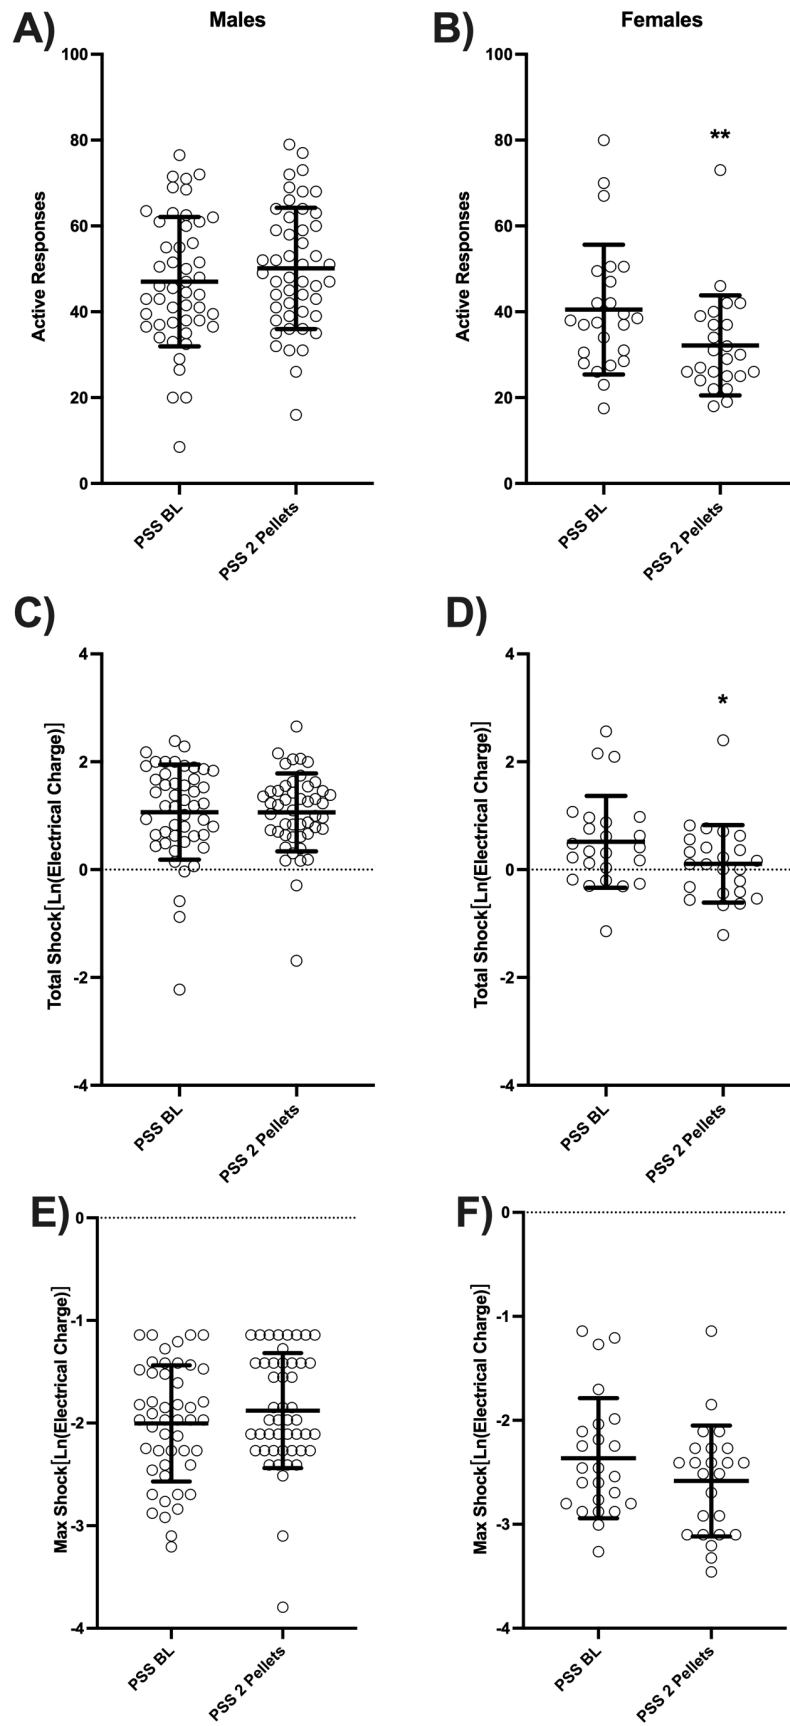 A)
Males
Active Responses
100
80
60
40
20
0
PSS BL
PSS 2 Pellets
B)
Females
Active Responses
100
80
60
40
20
0
**
PSS BL
PSS 2 Pellets
C)
Total Shock[Ln(Electrical Charge)]
4
2
0
-2
-4
PSS BL
PSS 2 Pellets
D)
Total Shock[Ln(Electrical Charge)]
4
2
0
-2
-4
*
PSS BL
PSS 2 Pellets
E)
Max Shock[Ln(Electrical Charge)]
0
-1
-2
-3
-4
PSS BL
PSS 2 Pellets
F)
Max Shock[Ln(Electrical Charge)]
0
-1
-2
-3
-4
PSS BL
PSS 2 Pellets